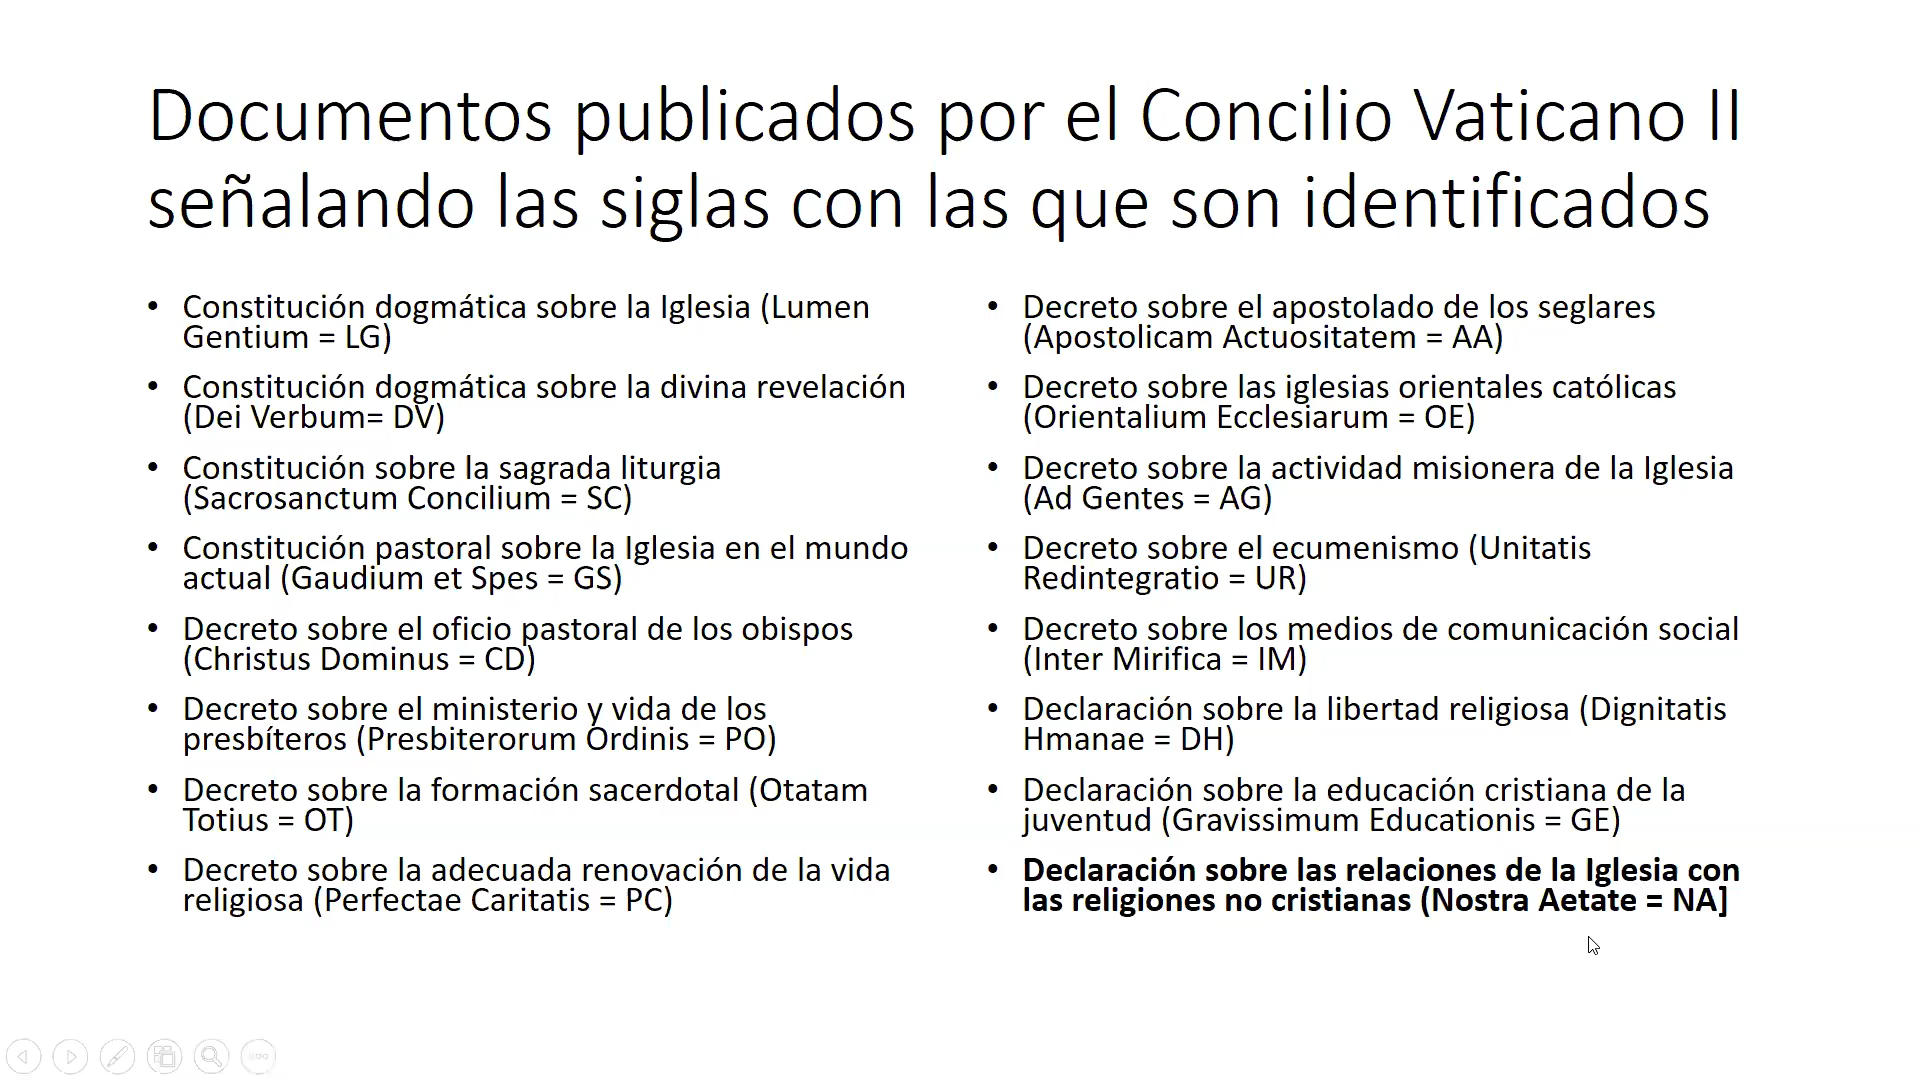 Documentos publicados por el Concilio Vaticano II
señalando las siglas con las que son identificados
• Constitución dogmática sobre la Iglesia (Lumen
Gentium = LG)
• Constitución dogmática sobre la divina revelación
(Dei Verbum= DV)
• Constitución sobre la sagrada liturgia
(Sacrosanctum Concilium = SC)
• Constitución pastoral sobre la Iglesia en el mundo
actual (Gaudium et Spes = GS)
• Decreto sobre el oficio pastoral de los obispos
(Christus Dominus = CD)
• Decreto sobre el ministerio y vida de los
presbíteros (Presbiterorum Ordinis = PO)
• Decreto sobre la formación sacerdotal (Otatam
Totius = OT)
• Decreto sobre la adecuada renovación de la vida
religiosa (Perfectae Caritatis = PC)
• Decreto sobre el apostolado de los seglares
(Apostolicam Actuositatem = AA)
• Decreto sobre las iglesias orientales católicas
(Orientalium Ecclesiarum = OE)
• Decreto sobre la actividad misionera de la Iglesia
(Ad Gentes = AG)
• Decreto sobre el ecumenismo (Unitatis
Redintegratio = UR)
• Decreto sobre los medios de comunicación social
(Inter Mirifica = IM)
• Declaración sobre la libertad religiosa (Dignitatis
Hmanae = DH)
• Declaración sobre la educación cristiana de la
juventud (Gravissimum Educationis = GE)
• Declaración sobre las relaciones de la Iglesia con
las religiones no cristianas (Nostra Aetate = NA]